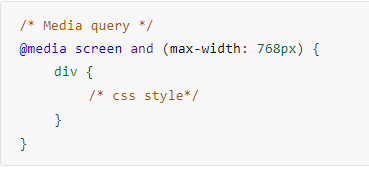 /* Media query */
@media screen and (max-width: 768px) {
div {
/* css style*/
}
}